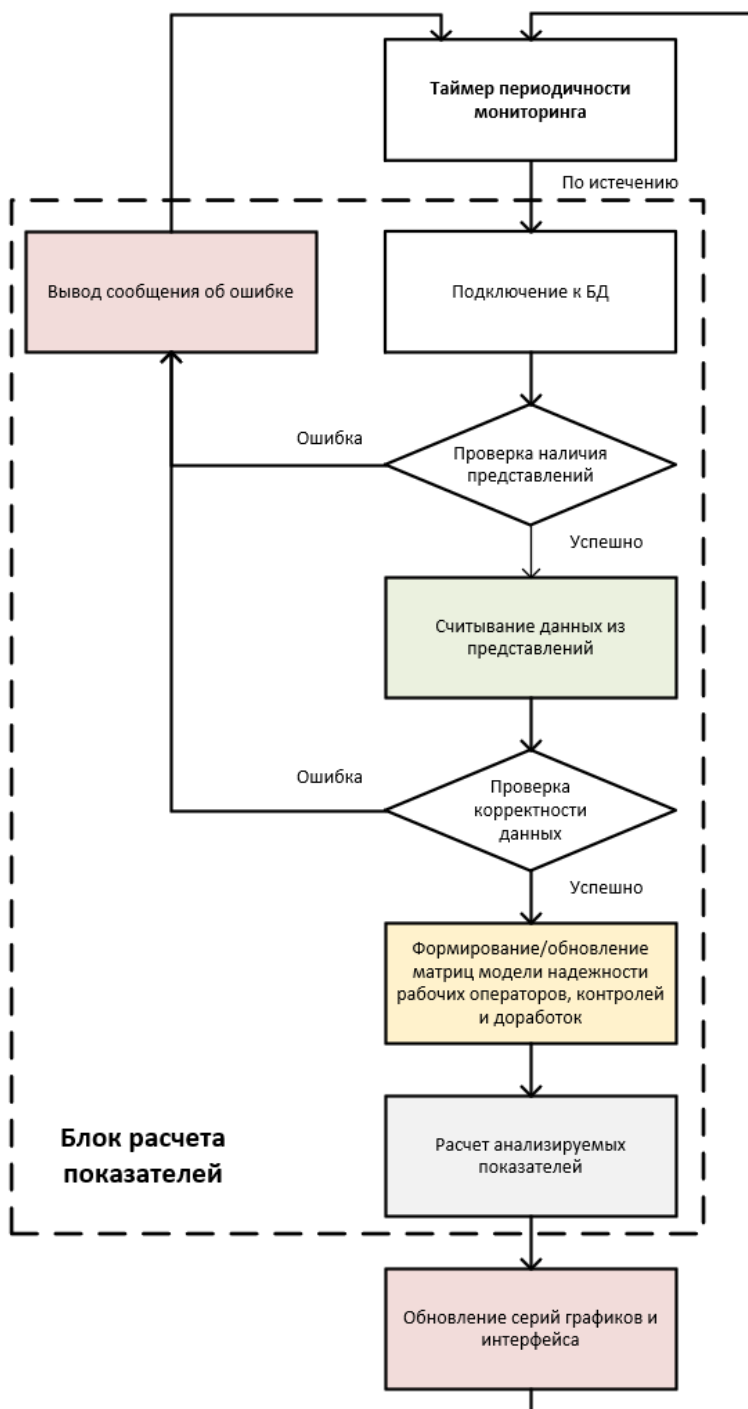 Таймер периодичности
мониторинга
По истечению
Вывод сообщения об ошибке
Подключение к БД
Ошибка
Проверка наличия
представлений
Успешно
Считывание данных из
представлений
Ошибка
Проверка
корректности
данных
Успешно
Формирование/обновление
матриц модели надежности
рабочих операторов, контролей
и доработок
Блок расчета
показателей
Расчет анализируемых
показателей
Обновление серий графиков и
интерфейса